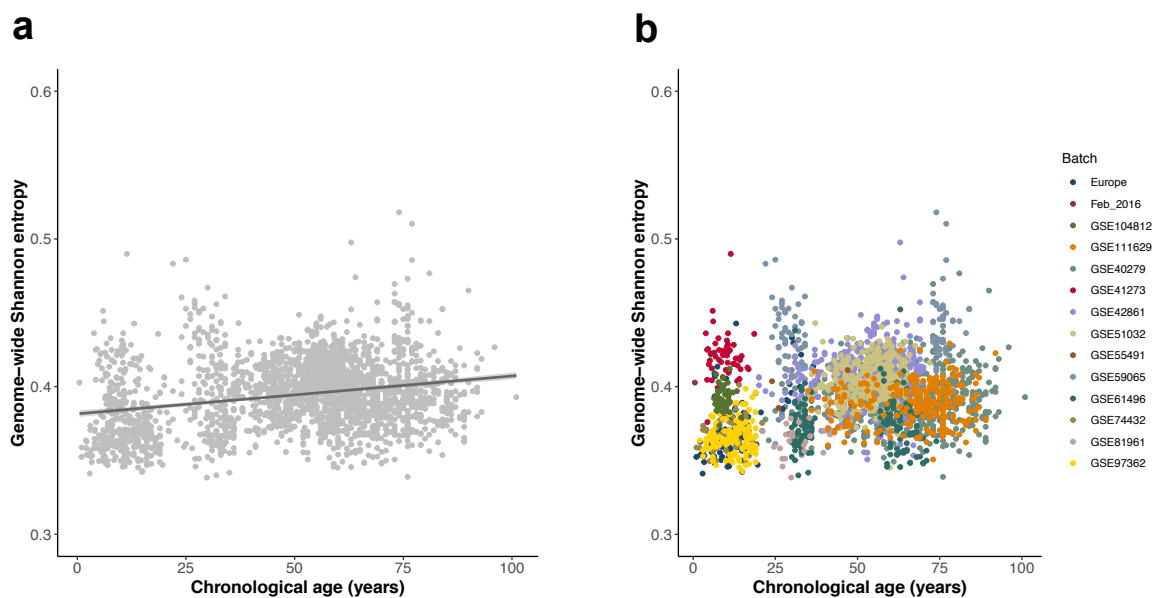 a
b
Genome−wide Shannon entropy
0.6
0.5
0.4
0.3
0
25
50
75
100
Chronological age (years)
Genome−wide Shannon entropy
0.6
0.5
0.4
0.3
0
25
50
75
100
Chronological age (years)
Batch
Europe
Feb_2016
GSE104812
GSE111629
GSE40279
GSE41273
GSE42861
GSE51032
GSE55491
GSE59065
GSE61496
GSE74432
GSE81961
GSE97362